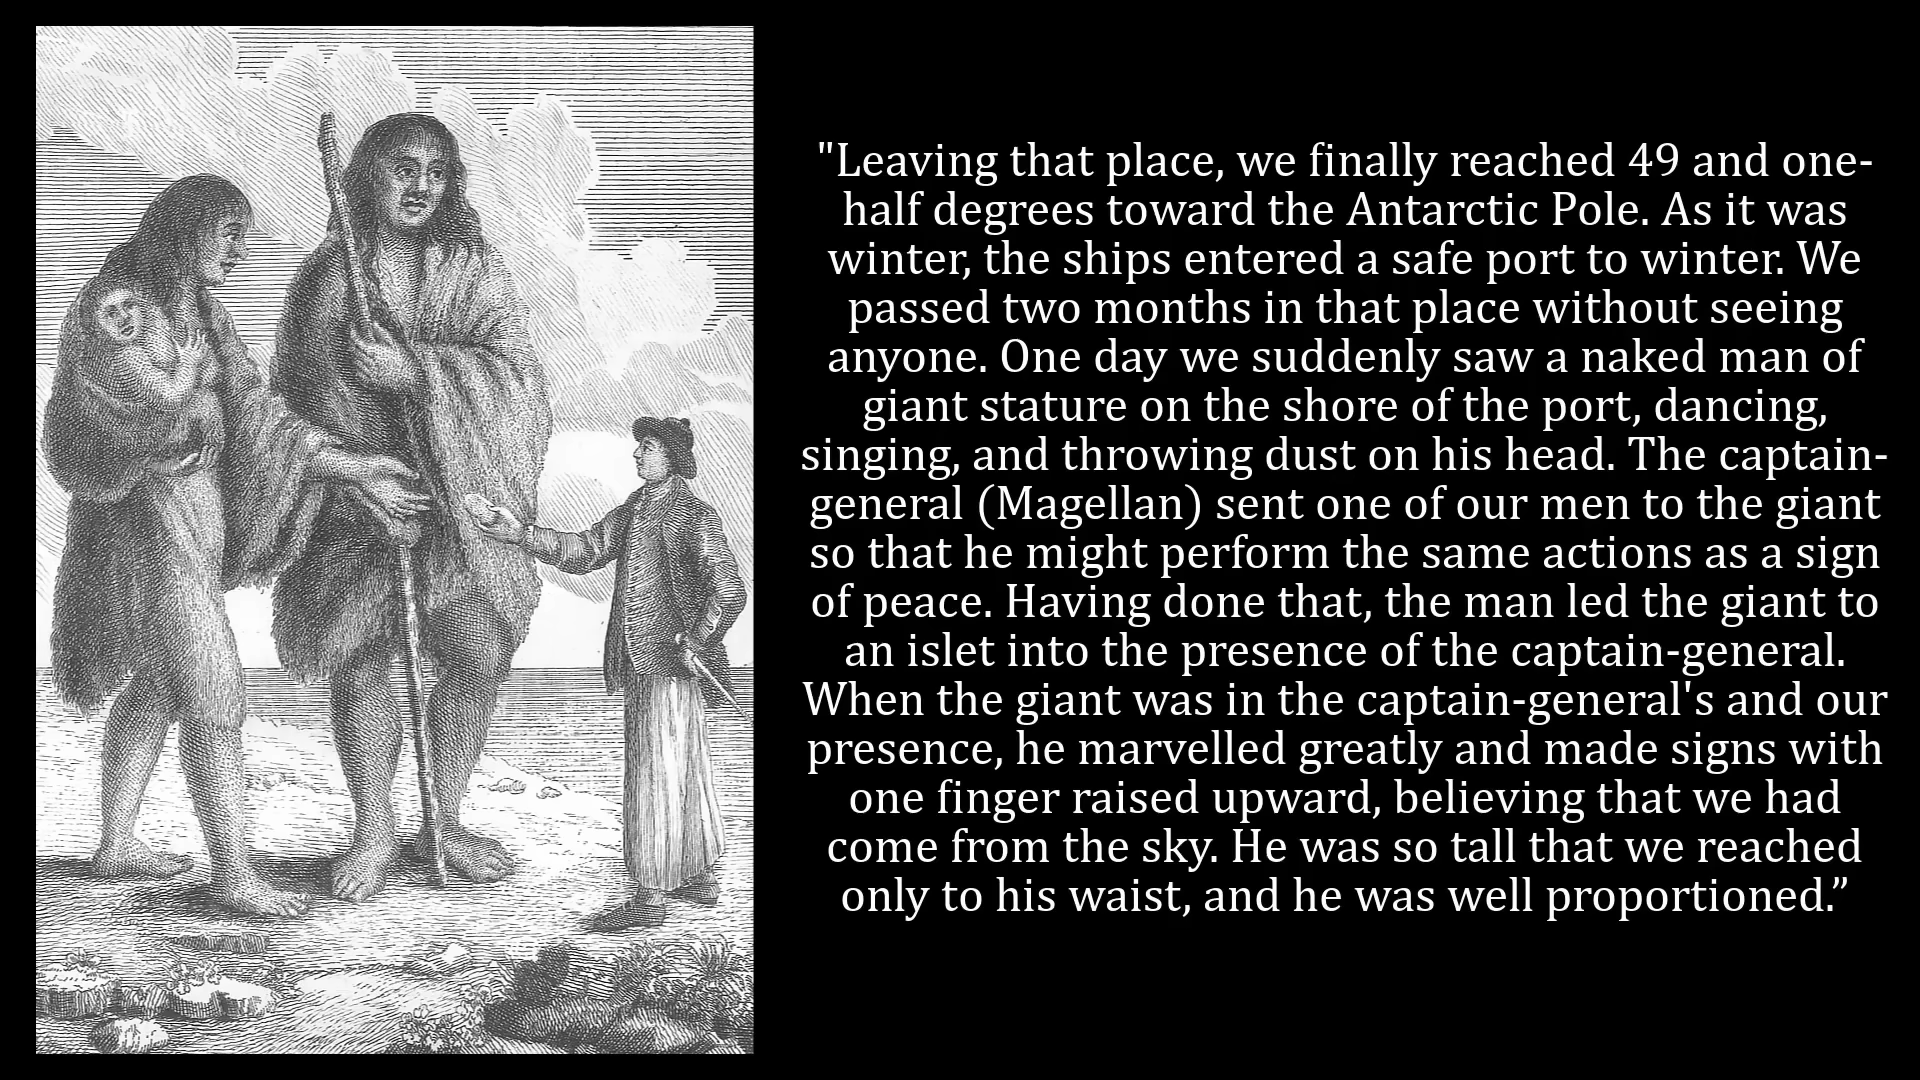 "Leaving that place, we finally reached 49 and one-
half degrees toward the Antarctic Pole. As it was
winter, the ships entered a safe port to winter. We
passed two months in that place without seeing
anyone. One day we suddenly saw a naked man of
giant stature on the shore of the port, dancing,
singing, and throwing dust on his head. The captain-
general (Magellan) sent one of our men to the giant
so that he might perform the same actions as a sign
of peace. Having done that, the man led the giant to
an islet into the presence of the captain-general.
When the giant was in the captain-general's and our
presence, he marvelled greatly and made signs with
one finger raised upward, believing that we had
come from the sky. He was so tall that we reached
only to his waist, and he was well proportioned.”